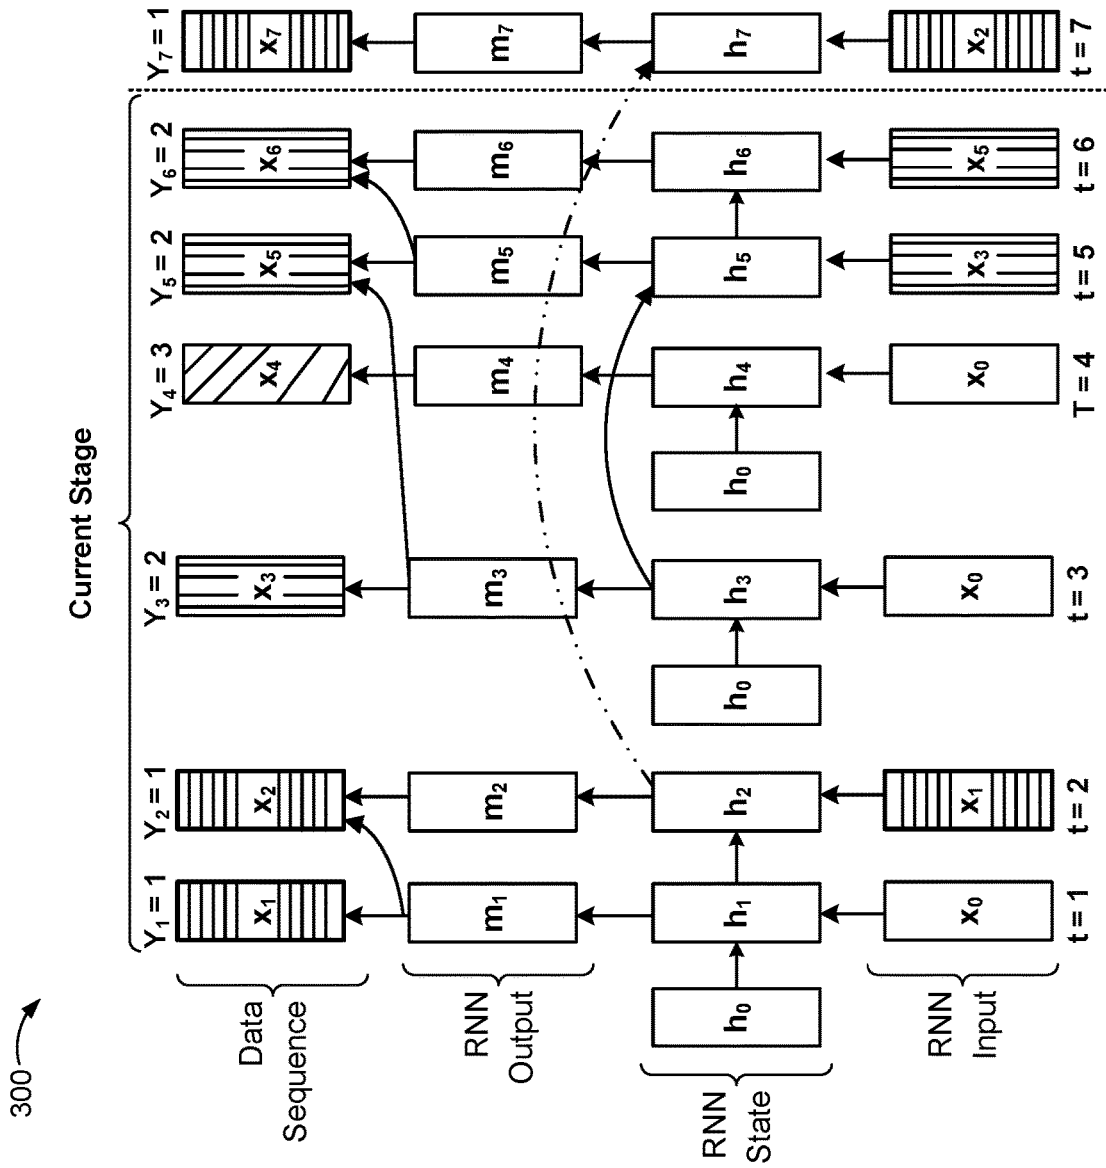 300
Current Stage
Y₁ = 1
Y₂ = 1
Y₃ = 2
Y₄ = 3
Y₅ = 2
Y₆ = 2
Y₇ = 1
Data
Sequence
x₁
x₂
x₃
x₄
x₅
x₆
x₇
RNN
Output
m₁
m₂
m₃
m₄
m₅
m₆
m₇
RNN
State
h₀
h₁
h₂
h₀
h₃
h₀
h₄
h₅
h₆
h₇
RNN
Input
x₀
x₁
x₀
x₀
x₃
x₅
x₂
t = 1
t = 2
t = 3
T = 4
t = 5
t = 6
t = 7